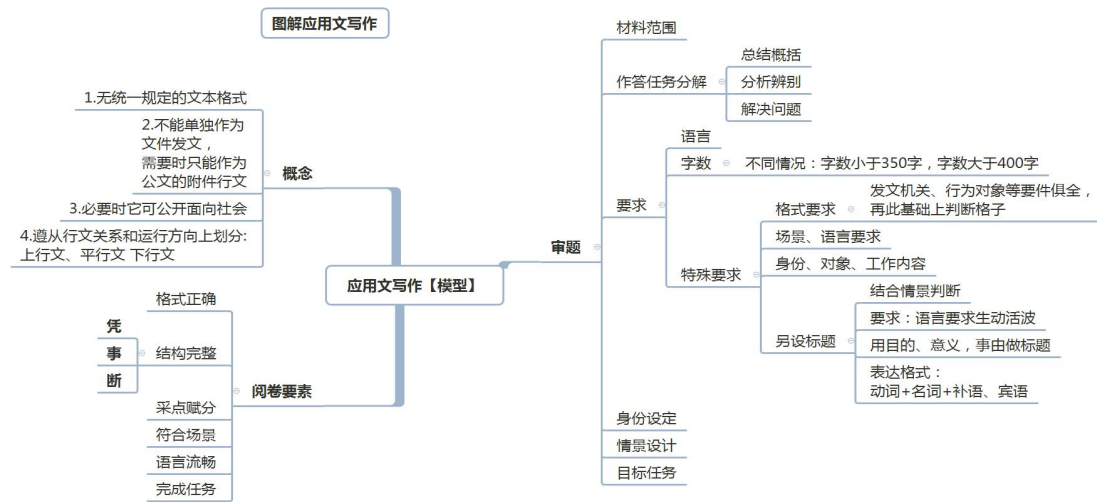 图解应用文写作
应用文写作【模型】
概念
1.无统一规定的文本格式
2.不能单独作为
文件发文，
需要时只能作为
公文的附件行文
3.必要时它可公开面向社会
4.遵从行文关系和运行方向上划分:
上行文、平行文 下行文
阅卷要素
格式正确
结构完整
凭
事
断
采点赋分
符合场景
语言流畅
完成任务
审题
材料范围
作答任务分解
总结概括
分析辨别
解决问题
要求
语言
字数
不同情况：字数小于350字，字数大于400字
特殊要求
格式要求
发文机关、行为对象等要件俱全，
再此基础上判断格子
场景、语言要求
身份、对象、工作内容
另设标题
结合情景判断
要求：语言要求生动活波
用目的、意义，事由做标题
表达格式：
动词+名词+补语、宾语
身份设定
情景设计
目标任务